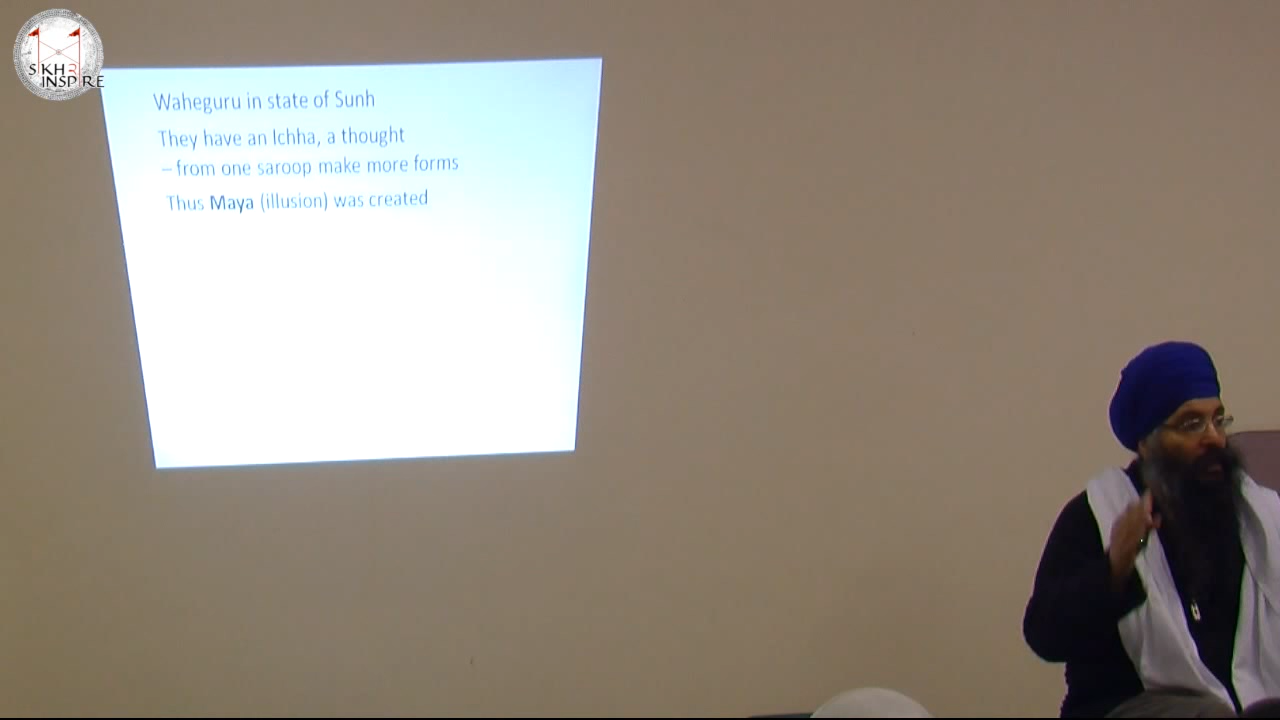 SIKH 2
INSPIRE
Waheguru in state of Sunh
They have an Ichha, a thought
– from one saroop make more forms
Thus Maya (illusion) was created